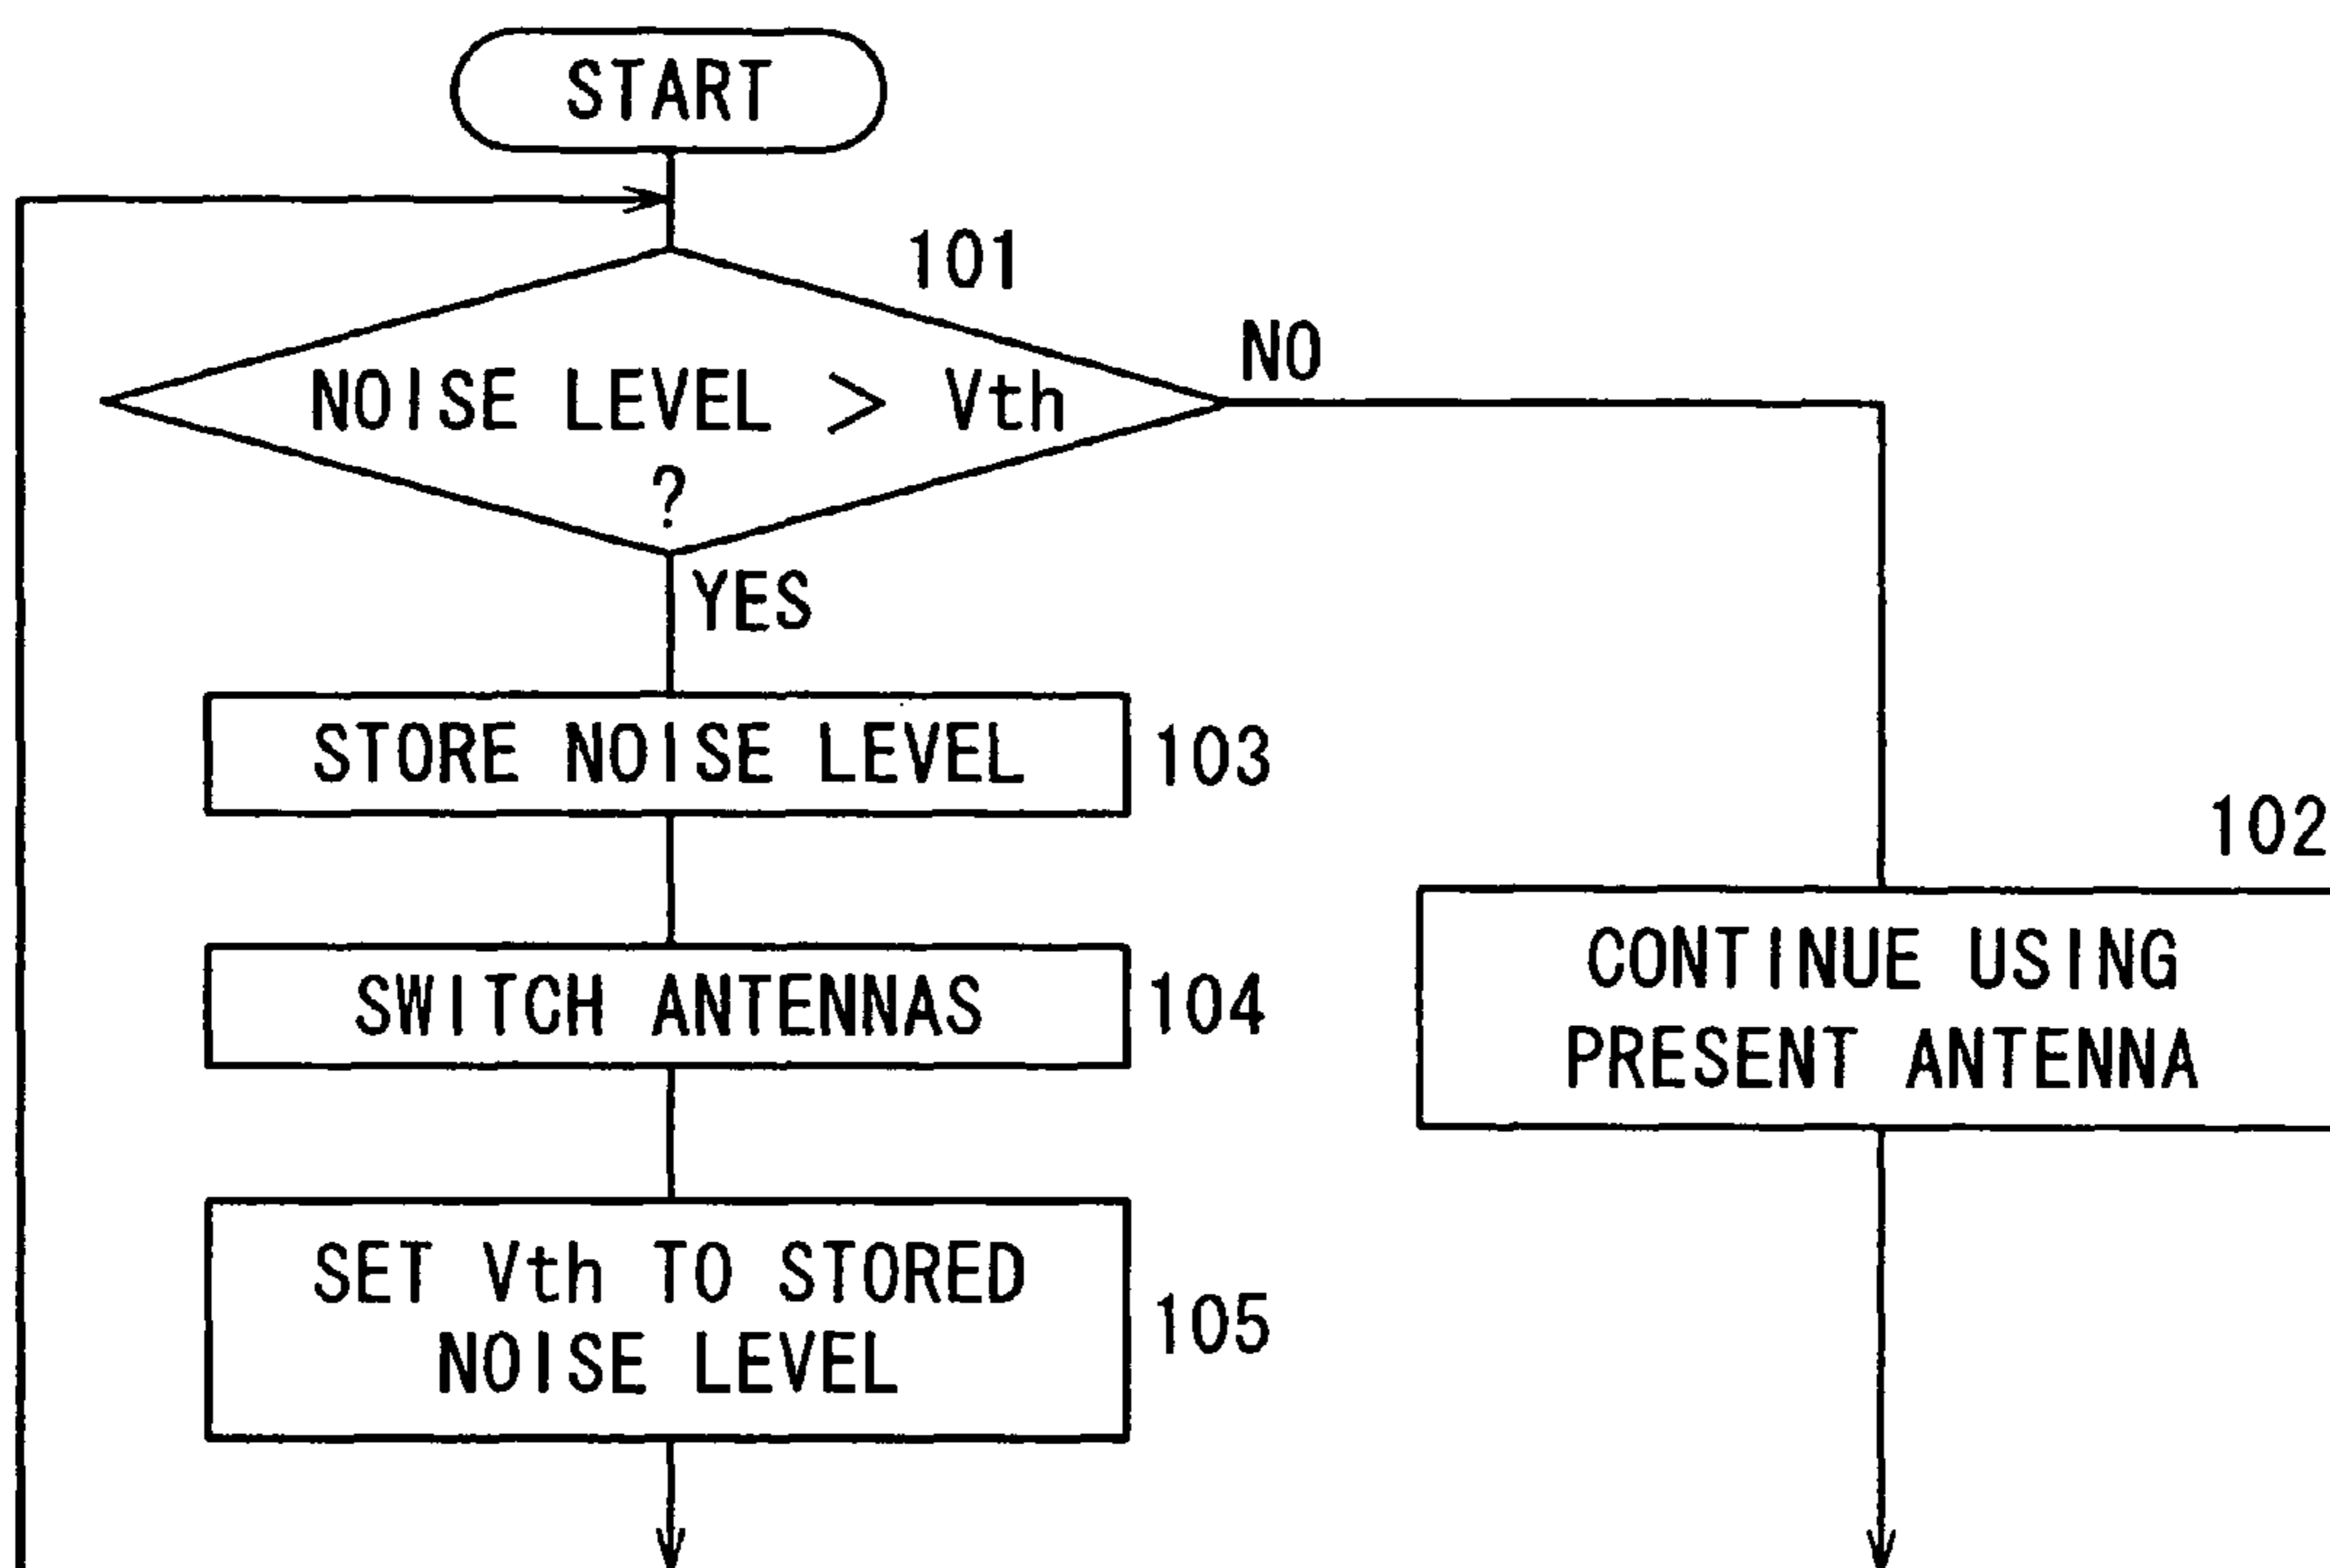 START
101
NOISE LEVEL > Vth
?
NO
YES
STORE NOISE LEVEL
103
102
SWITCH ANTENNAS
104
CONTINUE USING
PRESENT ANTENNA
SET Vth TO STORED
NOISE LEVEL
105